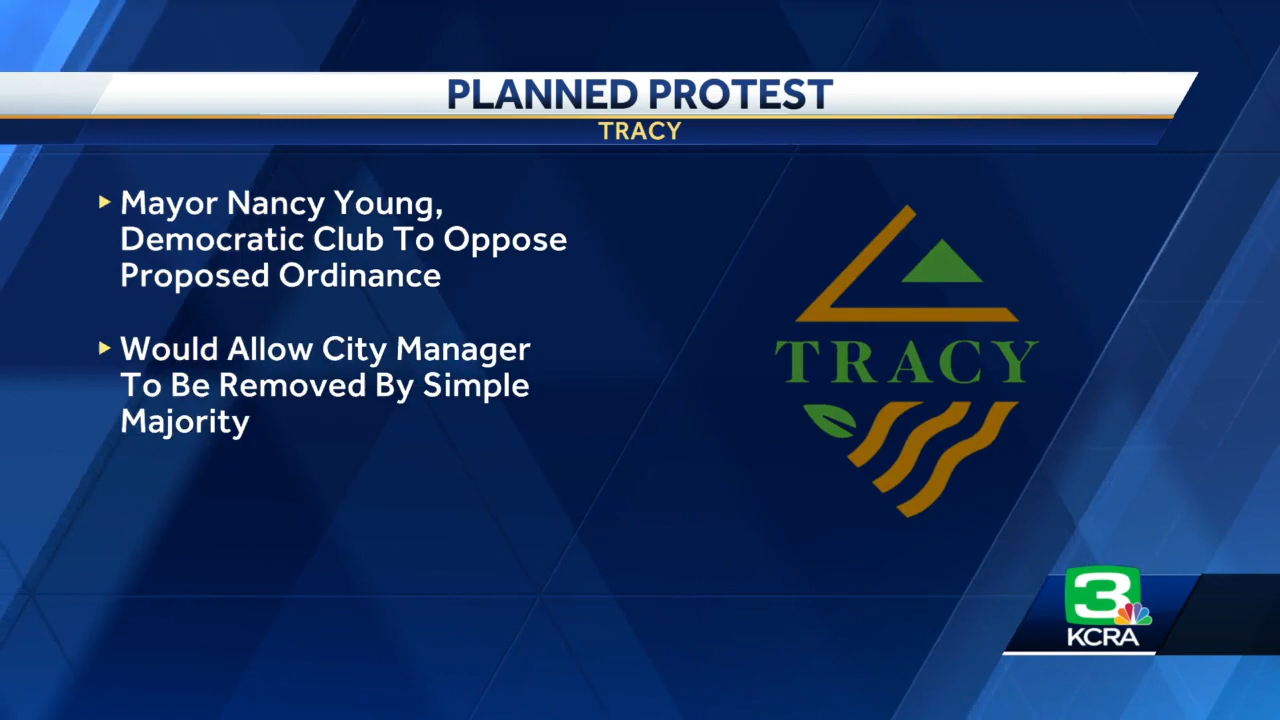 PLANNED PROTEST
TRACY
Mayor Nancy Young,
Democratic Club To Oppose
Proposed Ordinance
Would Allow City Manager
To Be Removed By Simple
Majority
TRACY
3
KCRA